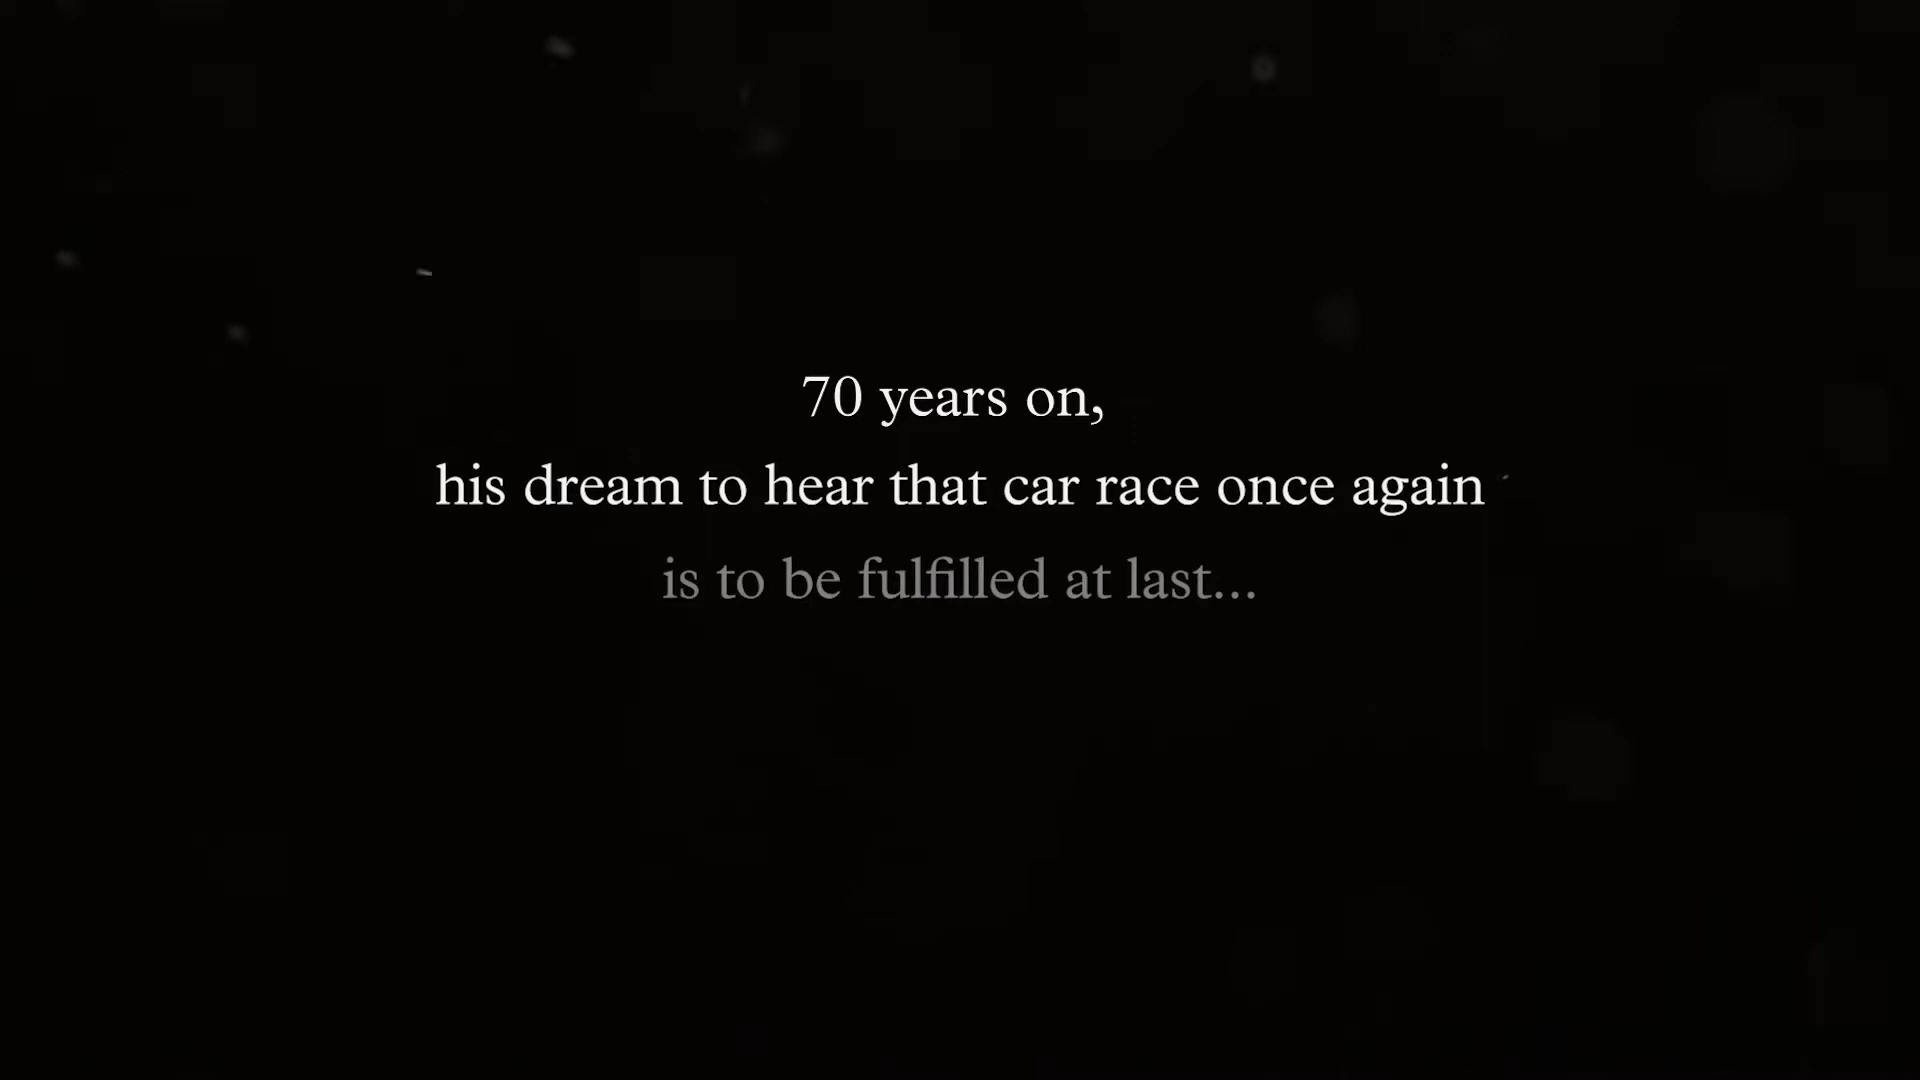 70 years on,
his dream to hear that car race once again
is to be fulfilled at last...